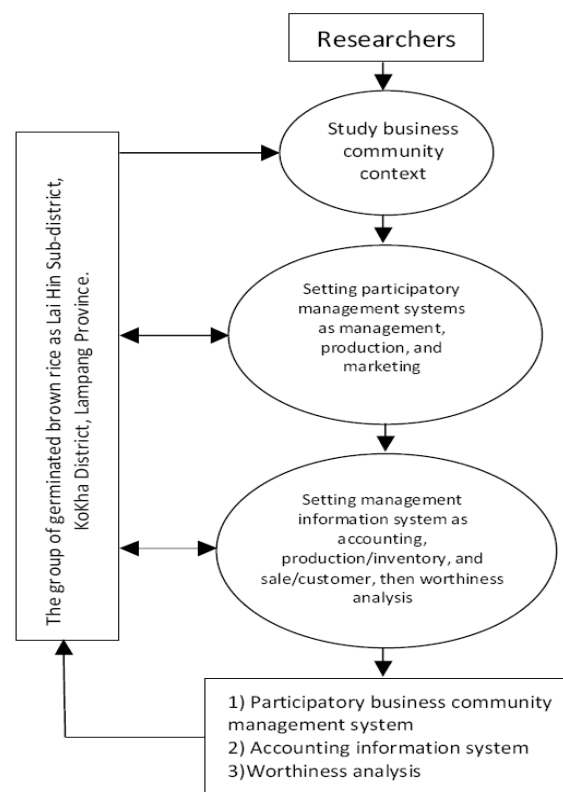 Researchers
Study business
community
context
Setting participatory
management systems
as management,
production, and
marketing
Setting management
information system as
accounting,
production/inventory, and
sale/customer, then worthiness
analysis
1) Participatory business community
management system
2) Accounting information system
3)Worthiness analysis
The group of germinated brown rice as Lai Hin Sub-district,
KoKha District, Lampang Province.